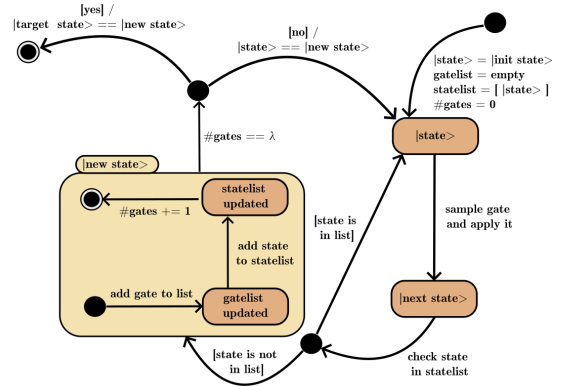 [yes] /
|target state> == |new state>
[no] /
|state> == |new state>
|state> = |init state>
gatelist = empty
statelist = [ |state> ]
#gates = 0
#gates == λ
|state>
|new state>
statelist
updated
#gates += 1
[state is
in list]
sample gate
and apply it
add state
to statelist
add gate to list
gatelist
updated
|next state>
[state is not
in list]
check state
in statelist